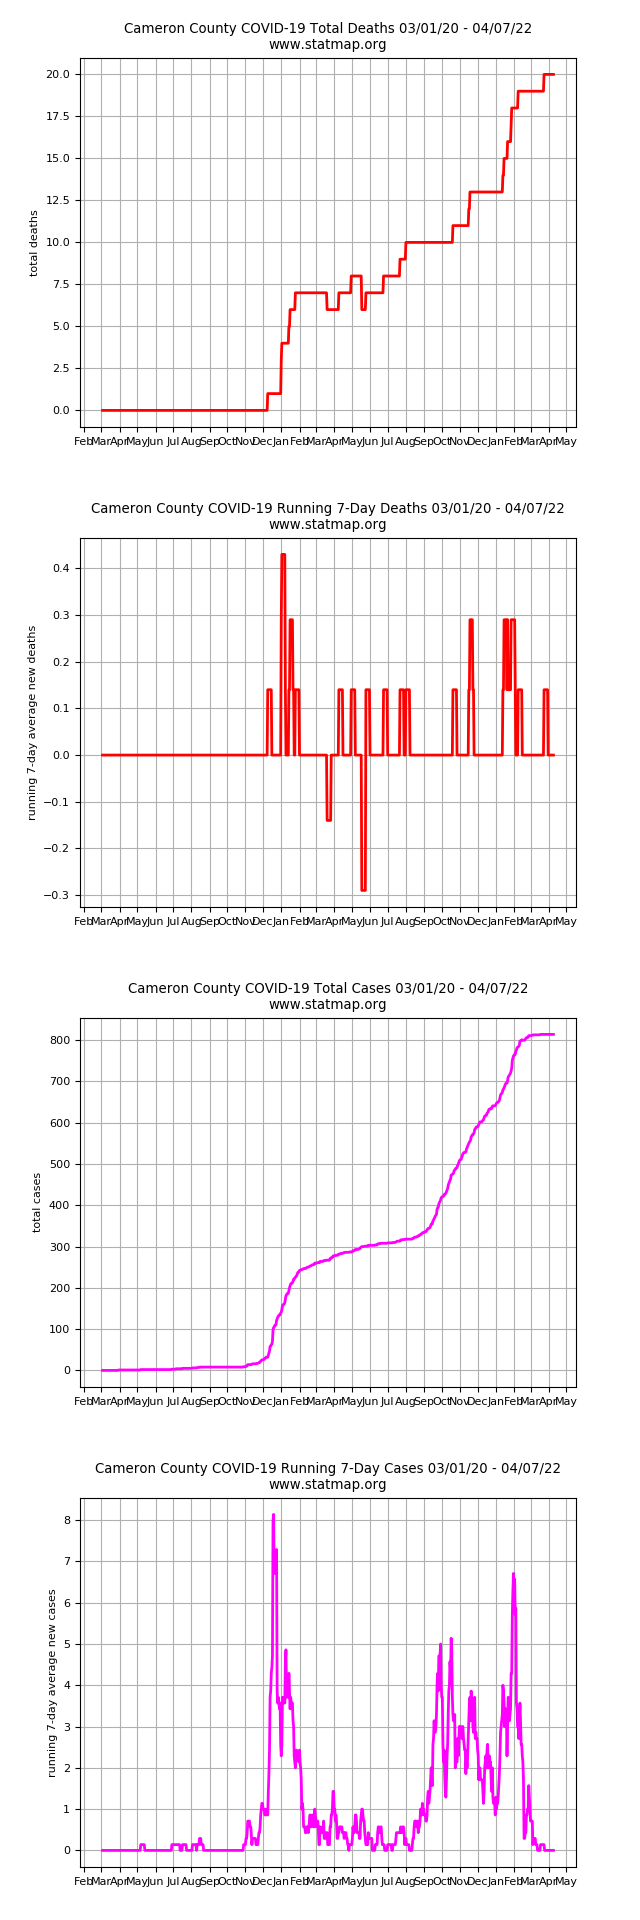 Cameron County COVID-19 Total Deaths 03/01/20 - 04/07/22
www.statmap.org
20.0
17.5
15.0
12.5
10.0
7.5
5.0
2.5
0.0
total deaths
Feb Mar Apr May Jun Jul Aug Sep Oct Nov Dec Jan Feb Mar Apr May Jun Jul Aug Sep Oct Nov Dec Jan Feb Mar Apr May
Cameron County COVID-19 Running 7-Day Deaths 03/01/20 - 04/07/22
www.statmap.org
0.4
0.3
0.2
0.1
0.0
−0.1
−0.2
−0.3
running 7-day average new deaths
Feb Mar Apr May Jun Jul Aug Sep Oct Nov Dec Jan Feb Mar Apr May Jun Jul Aug Sep Oct Nov Dec Jan Feb Mar Apr May
Cameron County COVID-19 Total Cases 03/01/20 - 04/07/22
www.statmap.org
800
700
600
500
400
300
200
100
0
total cases
Feb Mar Apr May Jun Jul Aug Sep Oct Nov Dec Jan Feb Mar Apr May Jun Jul Aug Sep Oct Nov Dec Jan Feb Mar Apr May
Cameron County COVID-19 Running 7-Day Cases 03/01/20 - 04/07/22
www.statmap.org
8
7
6
5
4
3
2
1
0
running 7-day average new cases
Feb Mar Apr May Jun Jul Aug Sep Oct Nov Dec Jan Feb Mar Apr May Jun Jul Aug Sep Oct Nov Dec Jan Feb Mar Apr May